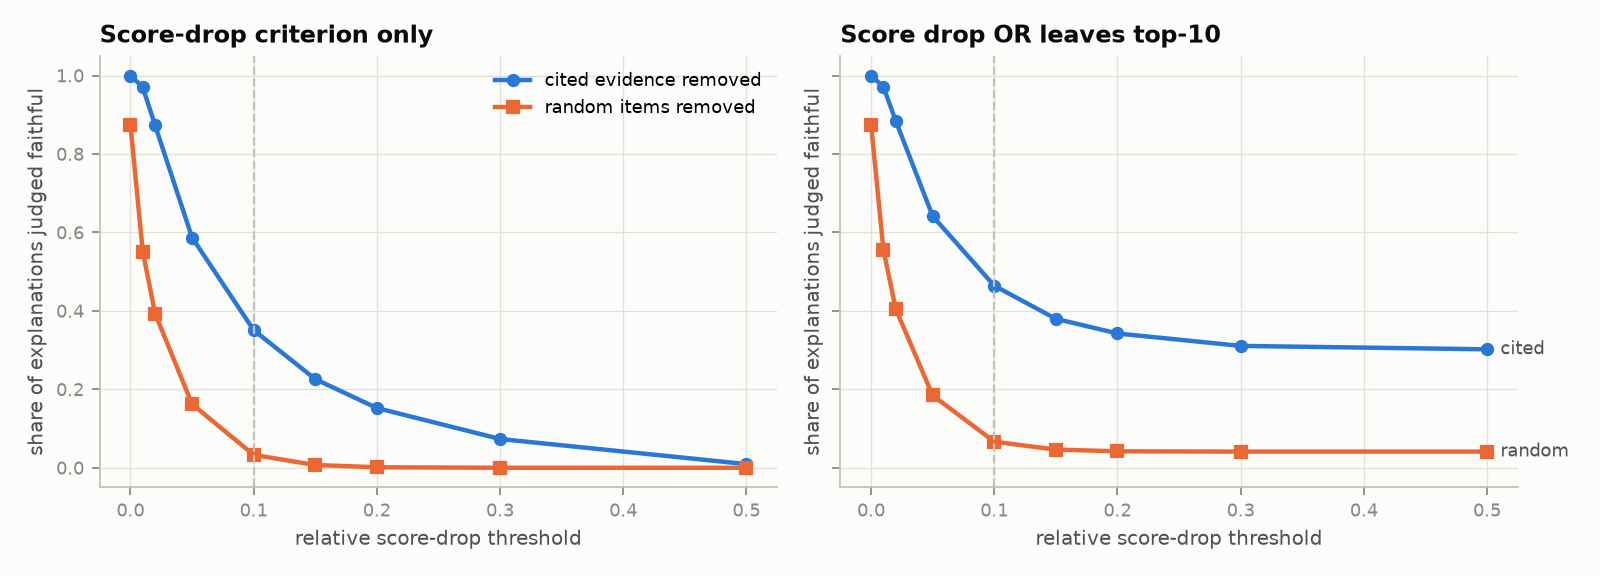 Score-drop criterion only
share of explanations judged faithful
1.0
0.8
0.6
0.4
0.2
0.0
cited evidence removed
random items removed
0.0 0.1 0.2 0.3 0.4 0.5
relative score-drop threshold
Score drop OR leaves top-10
share of explanations judged faithful
cited
random
0.0 0.1 0.2 0.3 0.4 0.5
relative score-drop threshold